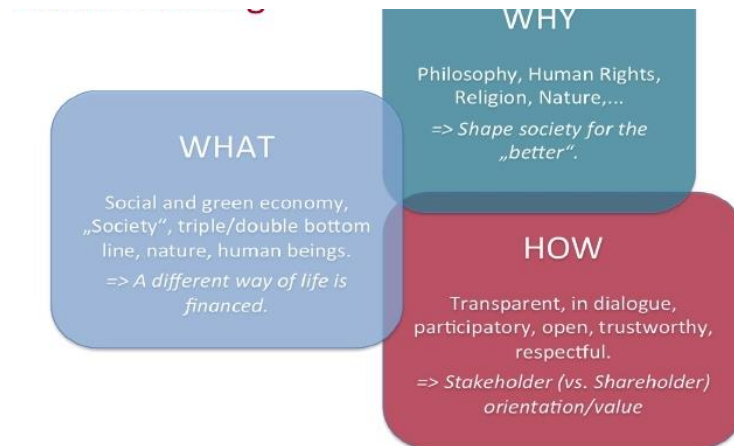 WHY
Philosophy, Human Rights,
Religion, Nature,...
=> Shape society for the
„better“.
WHAT
Social and green economy,
„Society“, triple/double bottom
line, nature, human beings.
=> A different way of life is
financed.
HOW
Transparent, in dialogue,
participatory, open, trustworthy,
respectful.
=> Stakeholder (vs. Shareholder)
orientation/value